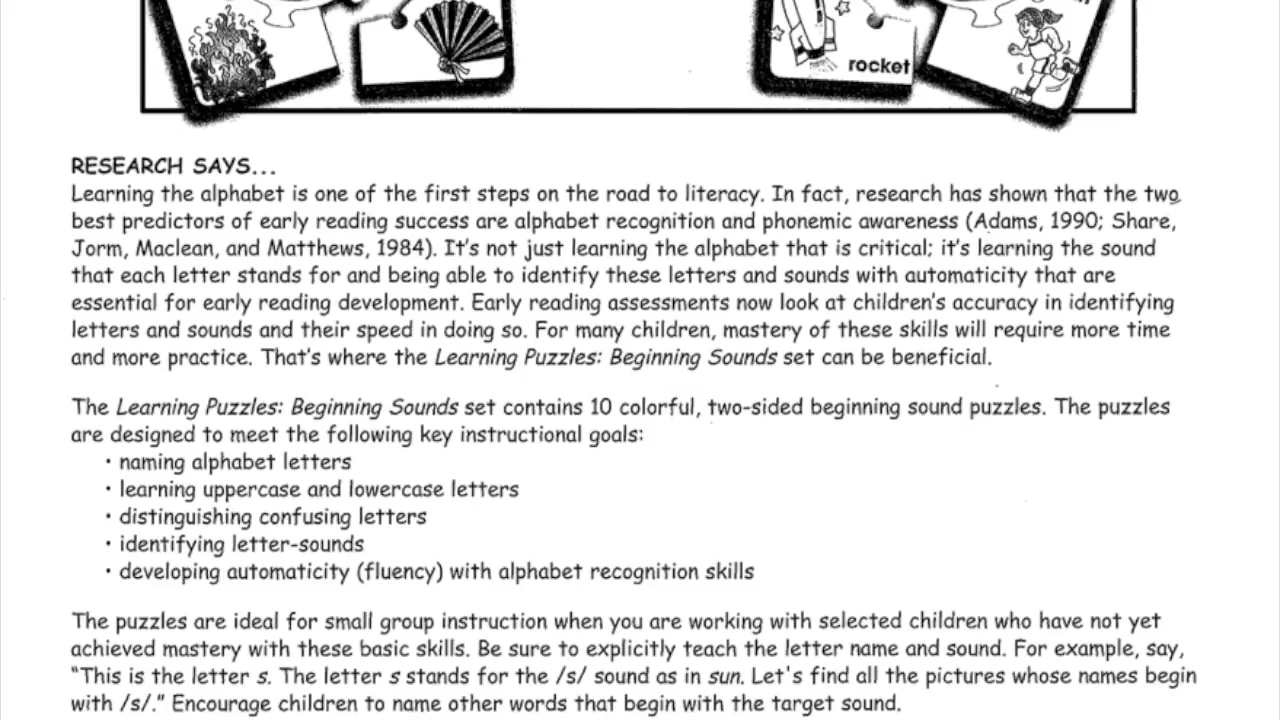 rocket
RESEARCH SAYS...
Learning the alphabet is one of the first steps on the road to literacy. In fact, research has shown that the two
best predictors of early reading success are alphabet recognition and phonemic awareness (Adams, 1990; Share,
Jorm, Maclean, and Matthews, 1984). It's not just learning the alphabet that is critical; it's learning the sound
that each letter stands for and being able to identify these letters and sounds with automaticity that are
essential for early reading development. Early reading assessments now look at children's accuracy in identifying
letters and sounds and their speed in doing so. For many children, mastery of these skills will require more time
and more practice. That's where the Learning Puzzles: Beginning Sounds set can be beneficial.
The Learning Puzzles: Beginning Sounds set contains 10 colorful, two-sided beginning sound puzzles. The puzzles
are designed to meet the following key instructional goals:
• naming alphabet letters
• learning uppercase and lowercase letters
• distinguishing confusing letters
• identifying letter-sounds
• developing automaticity (fluency) with alphabet recognition skills
The puzzles are ideal for small group instruction when you are working with selected children who have not yet
achieved mastery with these basic skills. Be sure to explicitly teach the letter name and sound. For example, say,
"This is the letter s. The letter s stands for the /s/ sound as in sun. Let's find all the pictures whose names begin
with /s/." Encourage children to name other words that begin with the target sound.